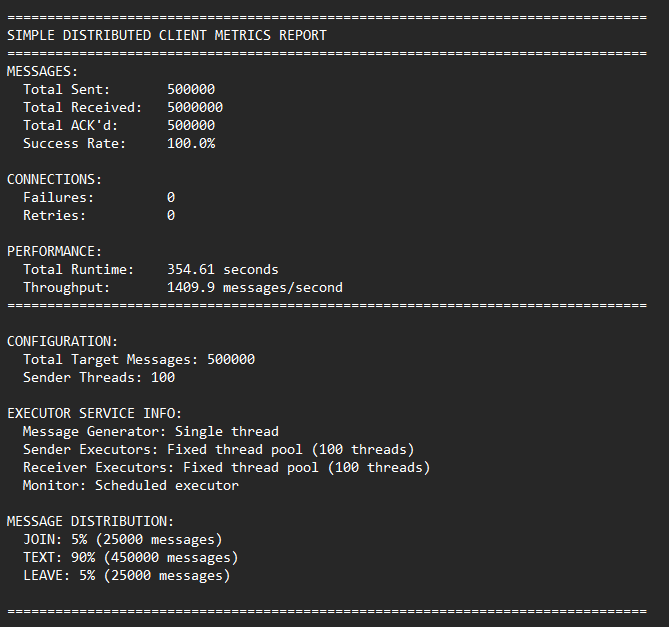 ================================================================================
SIMPLE DISTRIBUTED CLIENT METRICS REPORT
================================================================================
MESSAGES:
  Total Sent:       500000
  Total Received:   5000000
  Total ACK'd:      500000
  Success Rate:     100.0%

CONNECTIONS:
  Failures:         0
  Retries:          0

PERFORMANCE:
  Total Runtime:    354.61 seconds
  Throughput:       1409.9 messages/second
================================================================================

CONFIGURATION:
  Total Target Messages: 500000
  Sender Threads: 100

EXECUTOR SERVICE INFO:
  Message Generator: Single thread
  Sender Executors: Fixed thread pool (100 threads)
  Receiver Executors: Fixed thread pool (100 threads)
  Monitor: Scheduled executor

MESSAGE DISTRIBUTION:
  JOIN: 5% (25000 messages)
  TEXT: 90% (450000 messages)
  LEAVE: 5% (25000 messages)

================================================================================